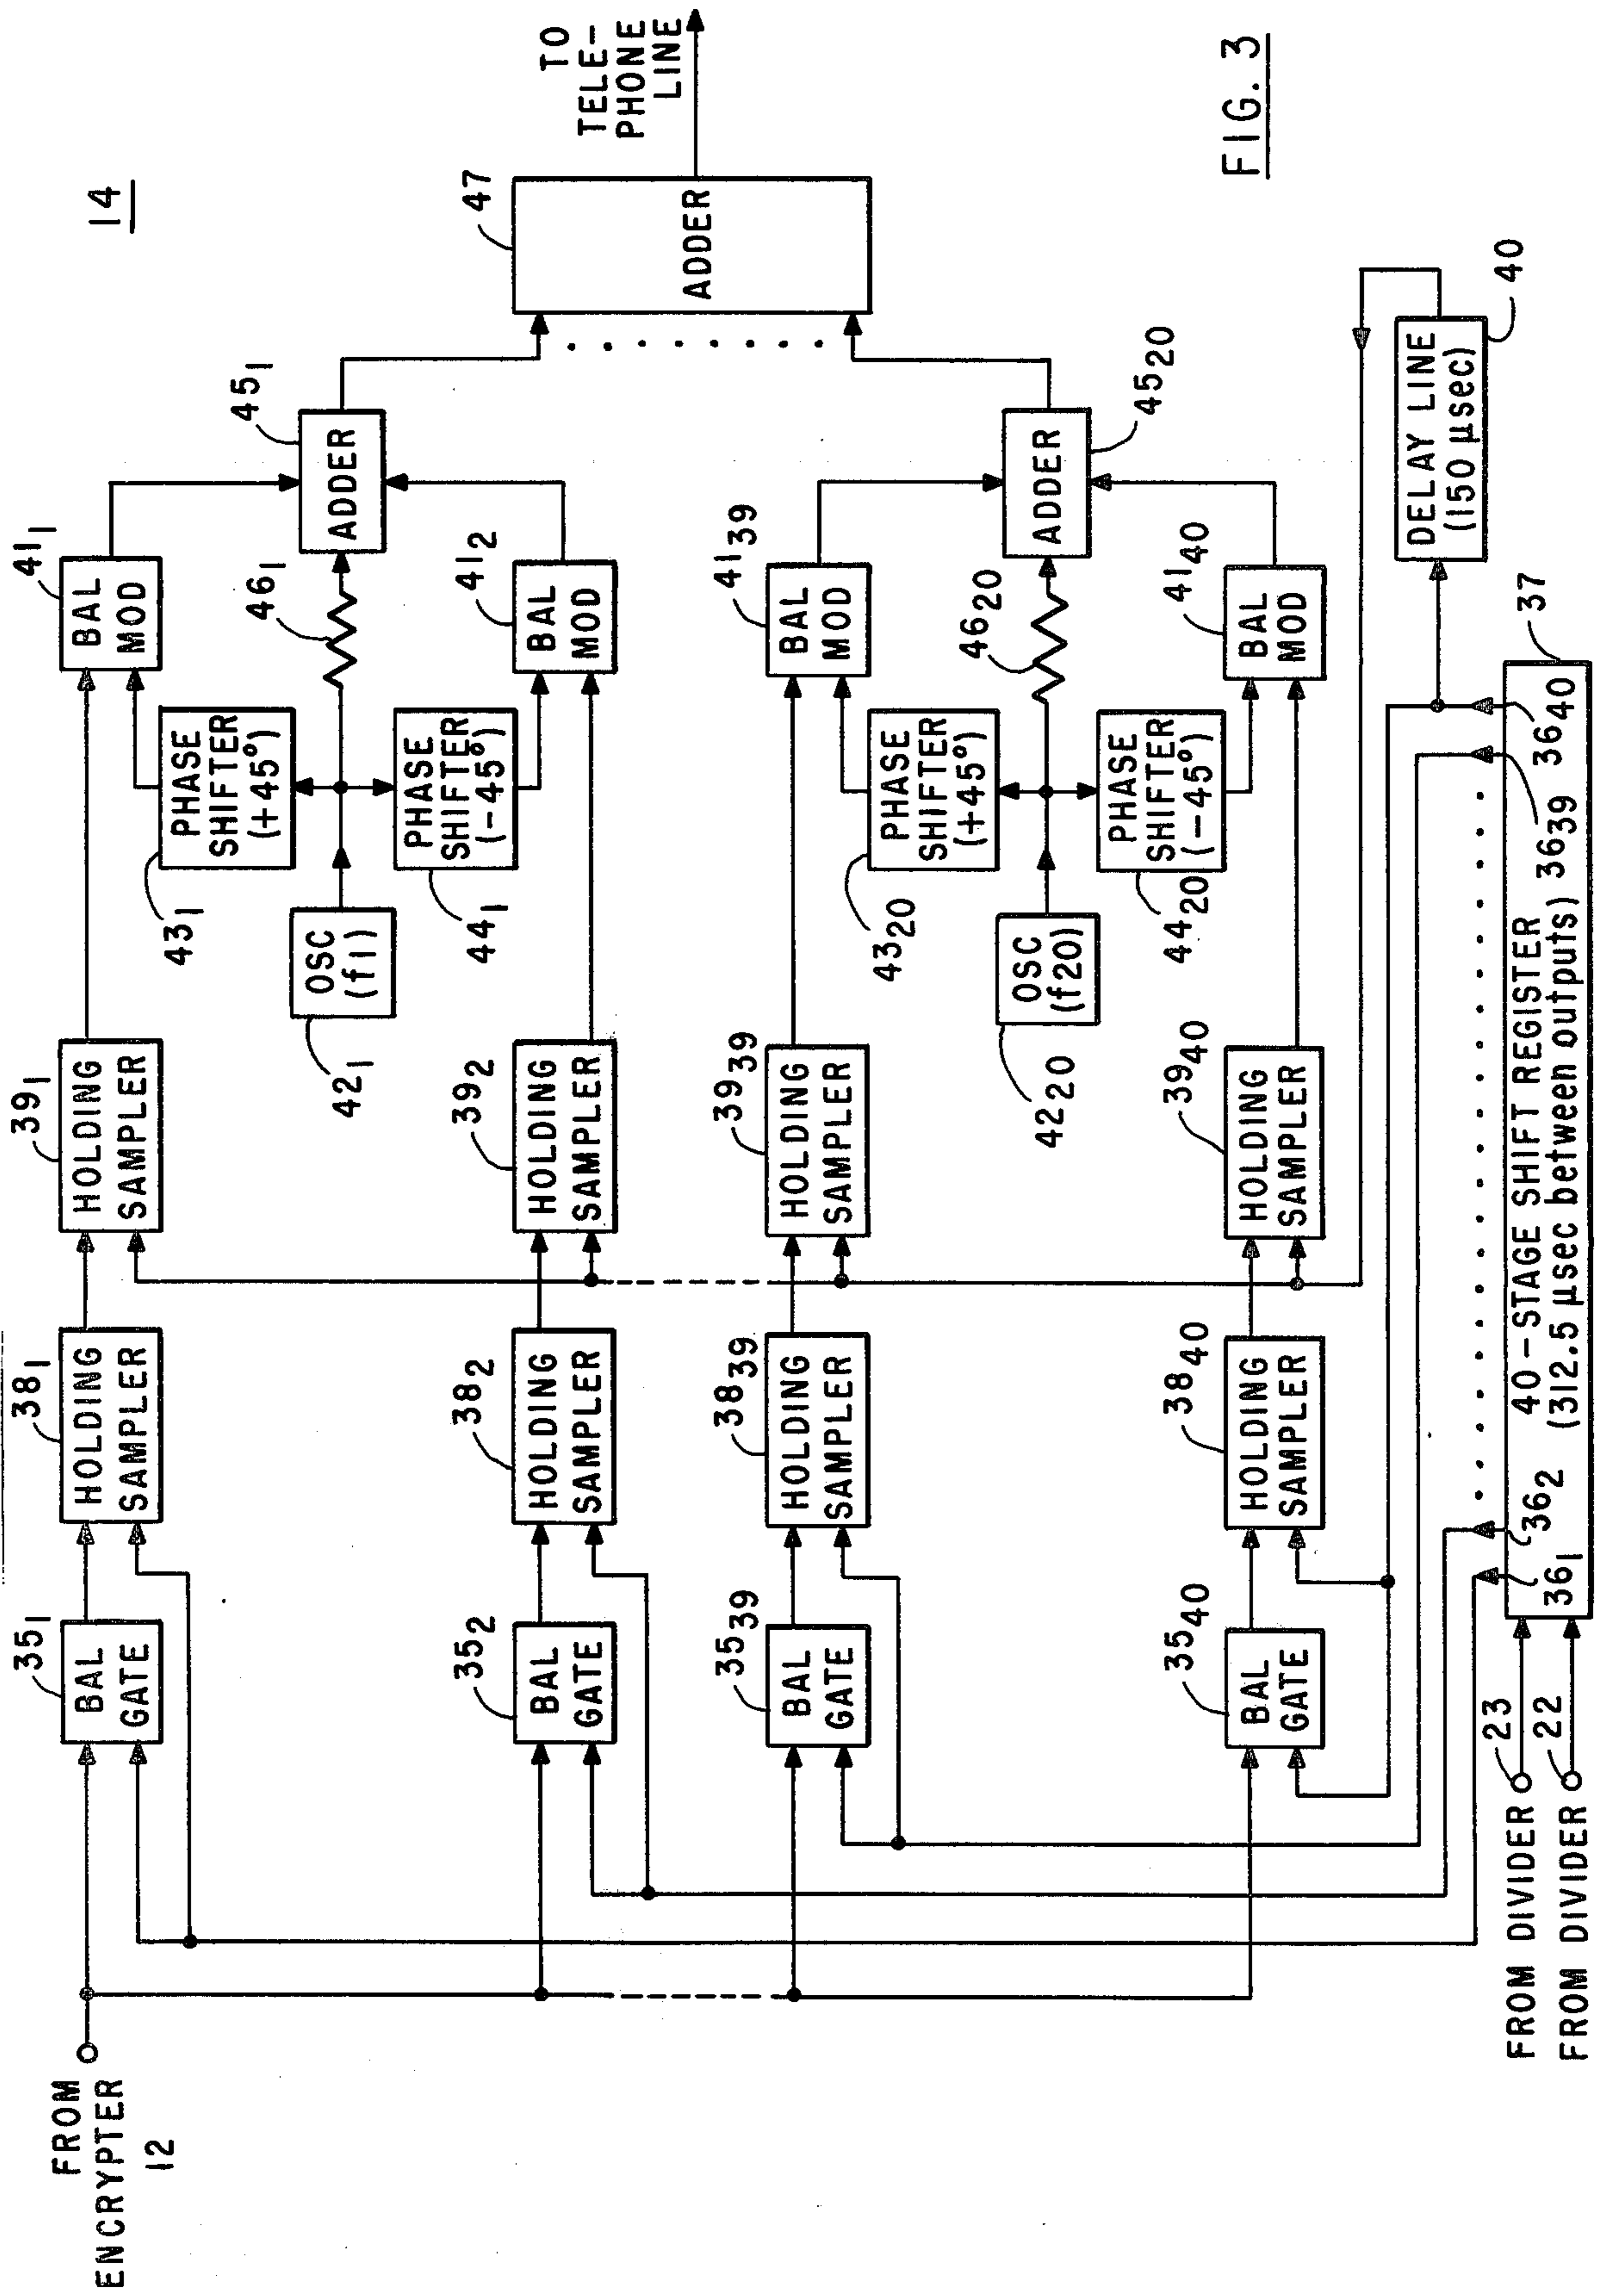 14
FIG. 3
FROM
ENCRYPTER
12
35₁
BAL
GATE
38₁
HOLDING
SAMPLER
39₁
HOLDING
SAMPLER
41₁
BAL
MOD
43₁
PHASE
SHIFTER
(+45°)
42₁
OSC
(f1)
46₁
45₁
ADDER
44₁
PHASE
SHIFTER
(−45°)
35₂
BAL
GATE
38₂
HOLDING
SAMPLER
39₂
HOLDING
SAMPLER
41₂
BAL
MOD
47
ADDER
TO
TELE-
PHONE
LINE
35₃₉
BAL
GATE
38₃₉
HOLDING
SAMPLER
39₃₉
HOLDING
SAMPLER
41₃₉
BAL
MOD
43₂₀
PHASE
SHIFTER
(+45°)
42₂₀
OSC
(f20)
46₂₀
45₂₀
ADDER
44₂₀
PHASE
SHIFTER
(−45°)
35₄₀
BAL
GATE
38₄₀
HOLDING
SAMPLER
39₄₀
HOLDING
SAMPLER
41₄₀
BAL
MOD
DELAY LINE
(150 μsec)
40
FROM DIVIDER 23
FROM DIVIDER 22
36₁
36₂
40-STAGE SHIFT REGISTER
(312.5 μsec between outputs)
36₃₉
36₄₀
37